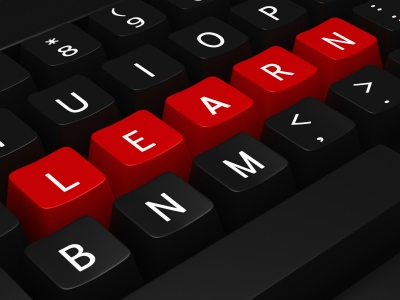 * 8 ( 9
U I O P
L E A R N
B N M < , > .